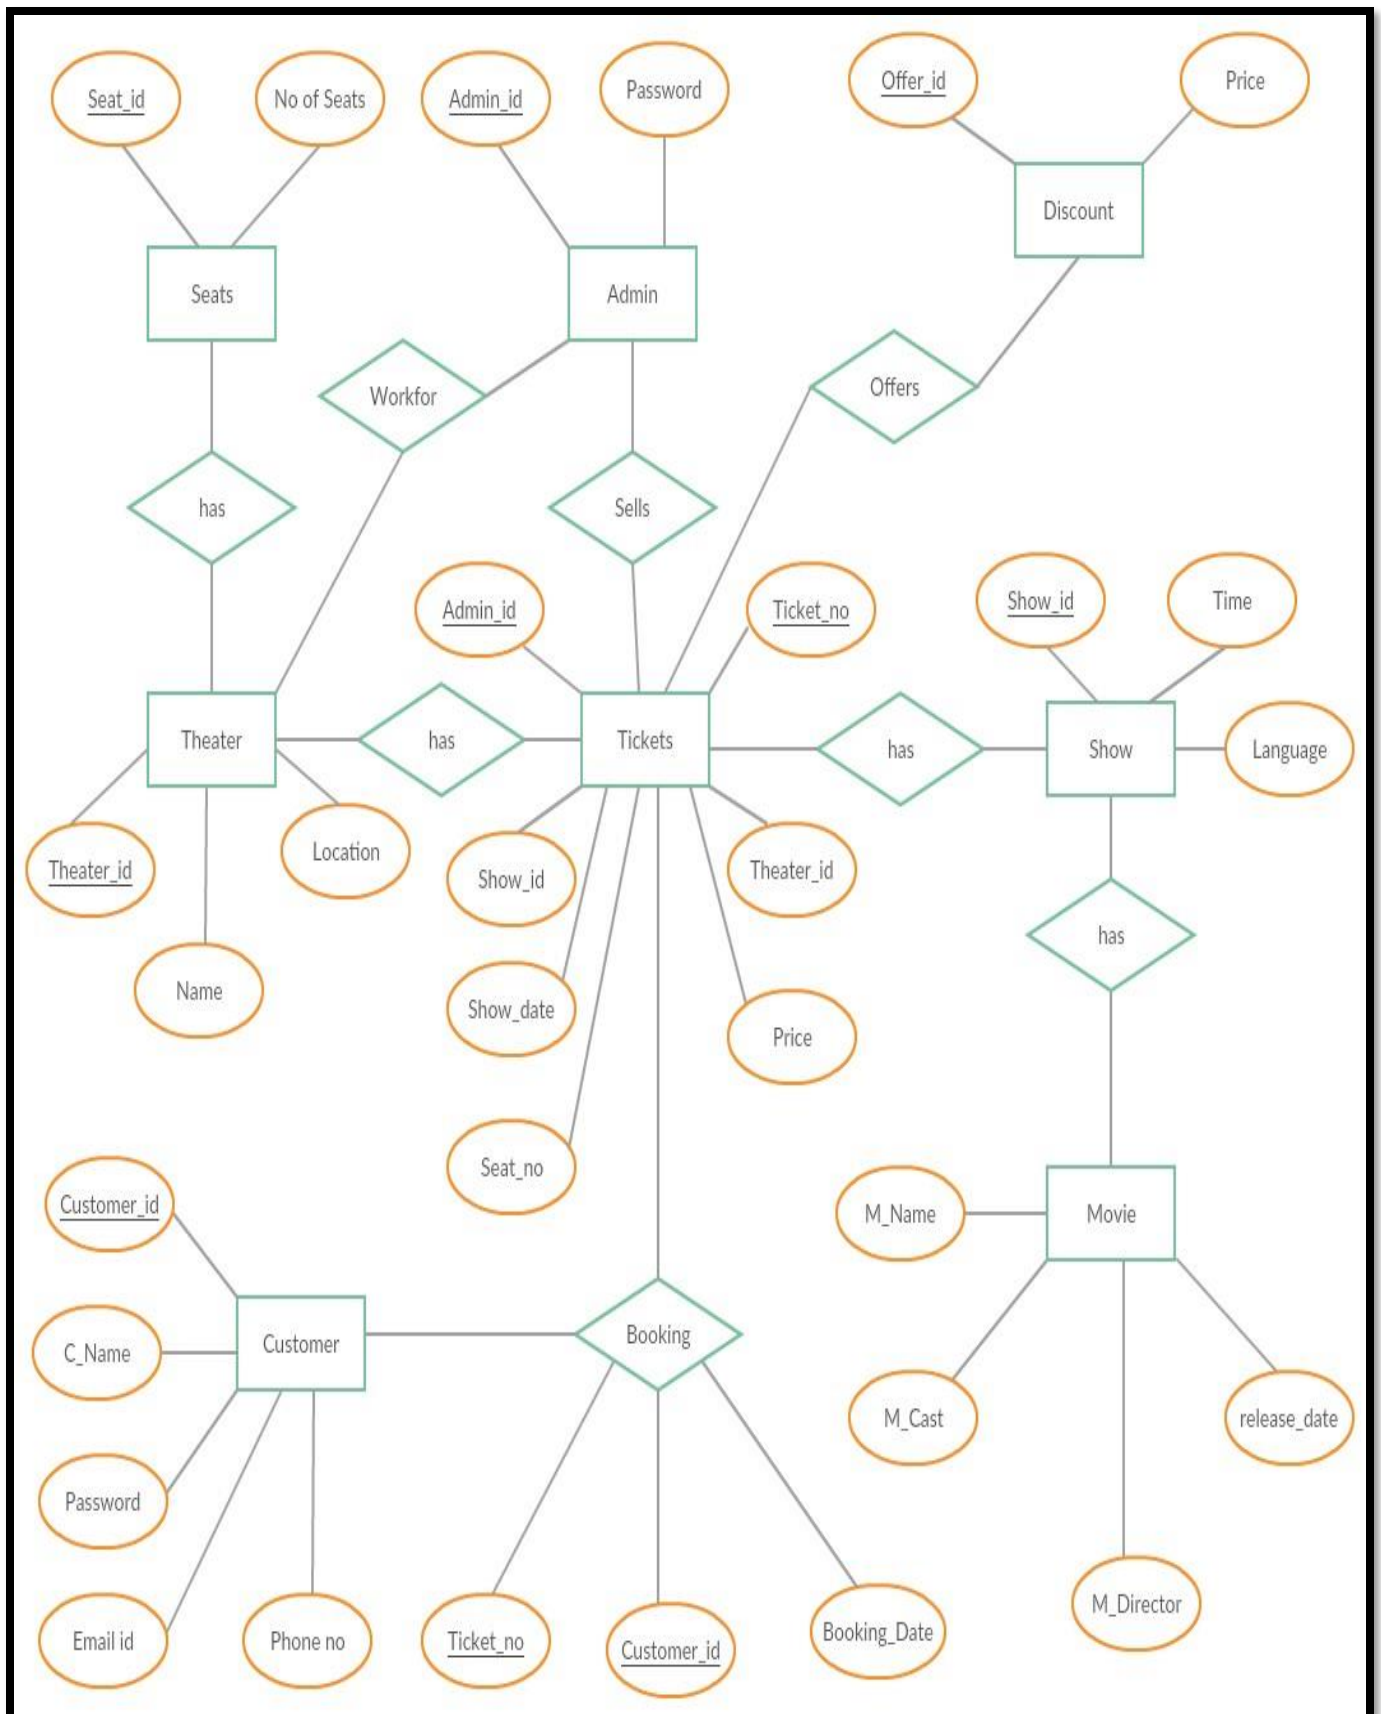 Seat_id
No of Seats
Admin_id
Password
Offer_id
Price
Discount
Seats
Admin
Workfor
Offers
has
Sells
Admin_id
Ticket_no
Show_id
Time
Theater
has
Tickets
has
Show
Language
Theater_id
Location
Show_id
Theater_id
has
Name
Show_date
Price
Seat_no
Customer_id
M_Name
Movie
C_Name
Customer
Booking
M_Cast
release_date
Password
M_Director
Email id
Phone no
Ticket_no
Customer_id
Booking_Date